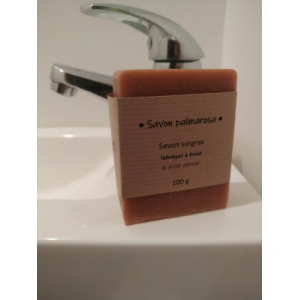 • Savon palmarosa •
Savon surgras
fabriqué à froid
100 g